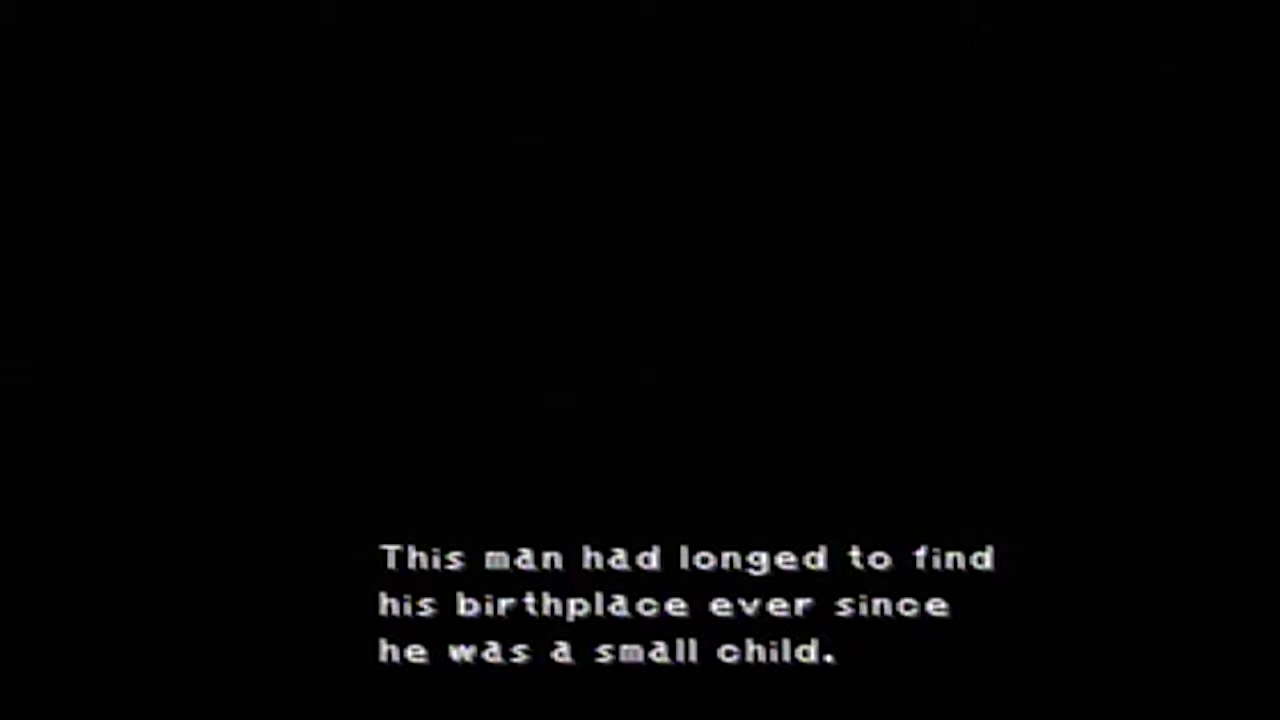 This man had longed to find
his birthplace ever since
he was a small child.